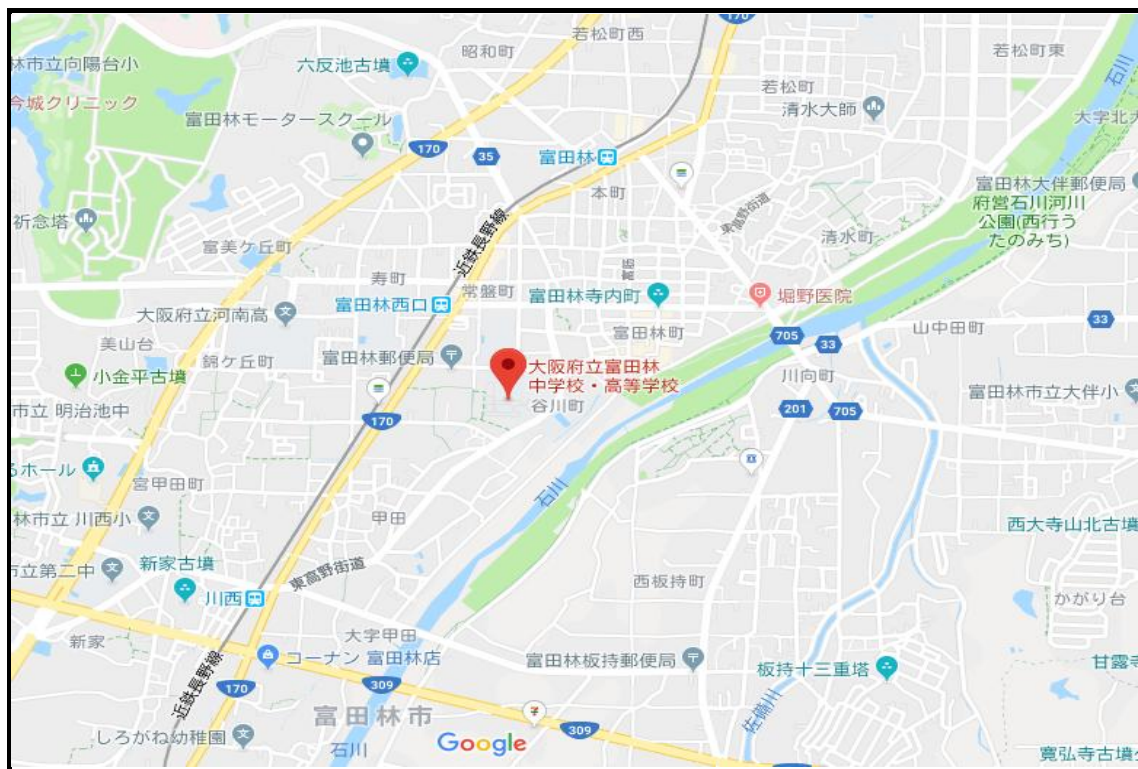 170
若松町西
昭和町
若松町東
石川
林市立向陽台小
六反池古墳
若松町
今城クリニック
清水大師
大字北大
富田林モータースクール
170
35
富田林
富田林大伴郵便局
本町
府営石川河川
公園(西行う
たのみち)
東高野街道
祈念塔
近鉄長野線
清水町
富美ケ丘町
寿町
常盤町
富田林寺内町
堀野医院
富田林西口
大阪府立河南高
富田林町
705
33
山中田町
33
美山台
錦ケ丘町
富田林郵便局
大阪府立富田林
中学校・高等学校
小金平古墳
川向町
富田林市立大伴小
市立 明治池中
谷川町
170
201
705
るホール
宮甲田町
石川
林市立 川西小
甲田
西大寺山北古墳
新家古墳
市立第二中
東高野街道
西板持町
川西
かがり台
新家
大字甲田
コーナン 富田林店
富田林板持郵便局
板持十三重塔
甘露寺
近鉄長野線
170
309
富田林市
佐備川
しろがね幼稚園
石川
Google
309
寛弘寺古墳